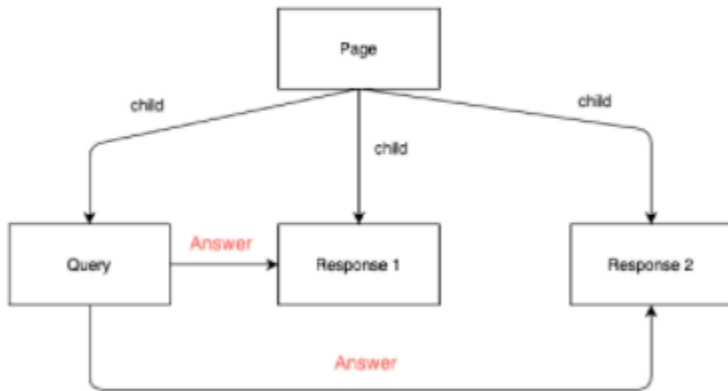 Page
child
child
child
Answer
Query
Response 1
Response 2
Answer